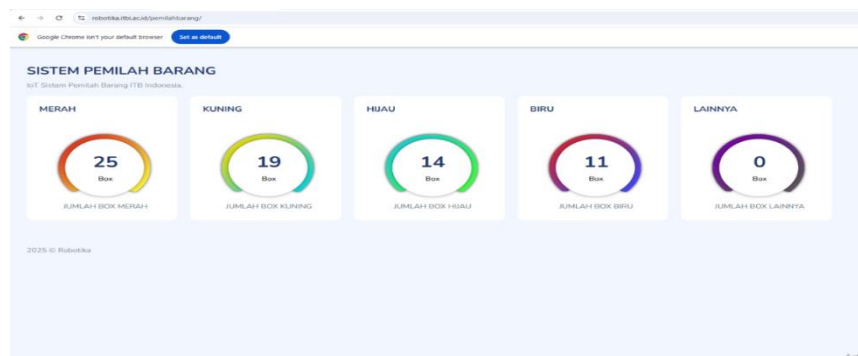 robotika.itbi.ac.id/pemilahbarang/
Google Chrome isn't your default browser
Set as default
SISTEM PEMILAH BARANG
IoT Sistem Pemilah Barang ITB Indonesia.
MERAH
25
Box
JUMLAH BOX MERAH
KUNING
19
Box
JUMLAH BOX KUNING
HIJAU
14
Box
JUMLAH BOX HIJAU
BIRU
11
Box
JUMLAH BOX BIRU
LAINNYA
0
Box
JUMLAH BOX LAINNYA
2025 © Robotika